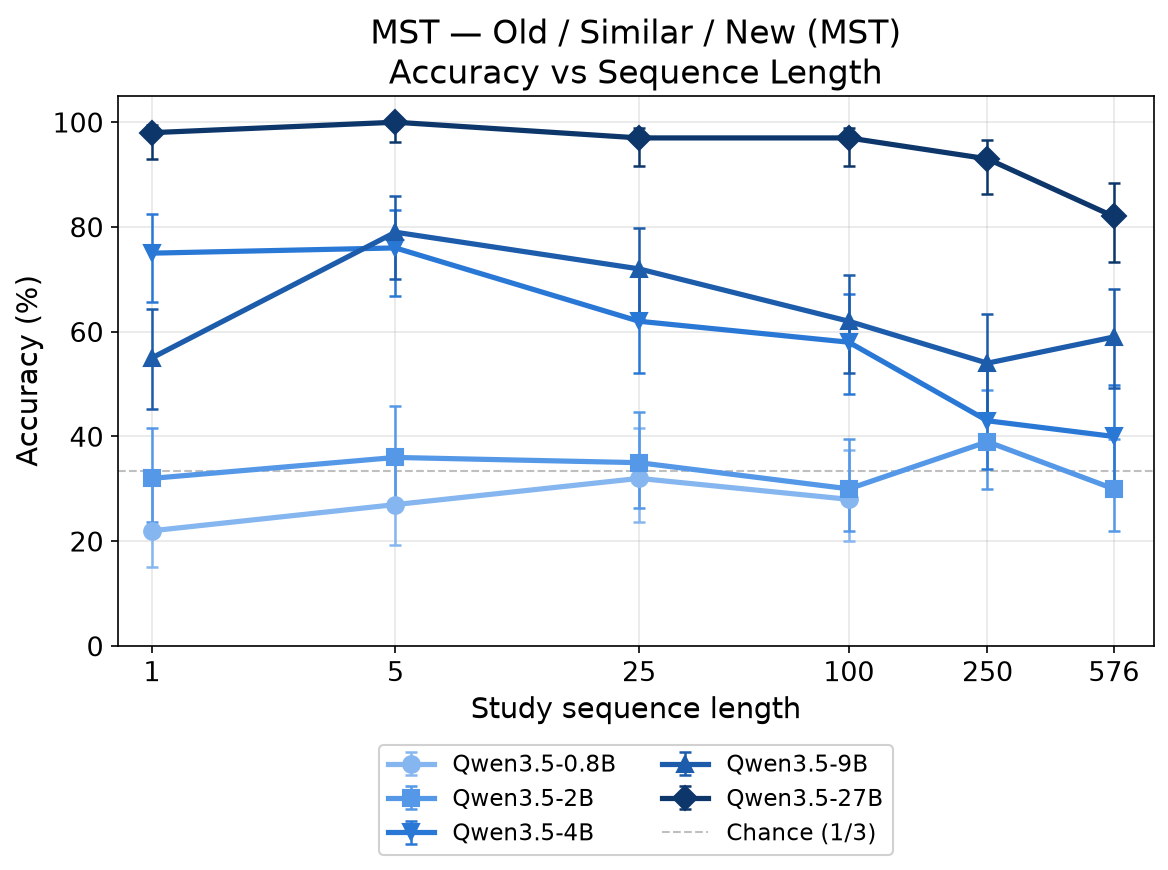 MST — Old / Similar / New (MST)
Accuracy vs Sequence Length
100
80
60
40
20
0
Accuracy (%)
1 5 25 100 250 576
Study sequence length
Qwen3.5-0.8B
Qwen3.5-2B
Qwen3.5-4B
Qwen3.5-9B
Qwen3.5-27B
Chance (1/3)